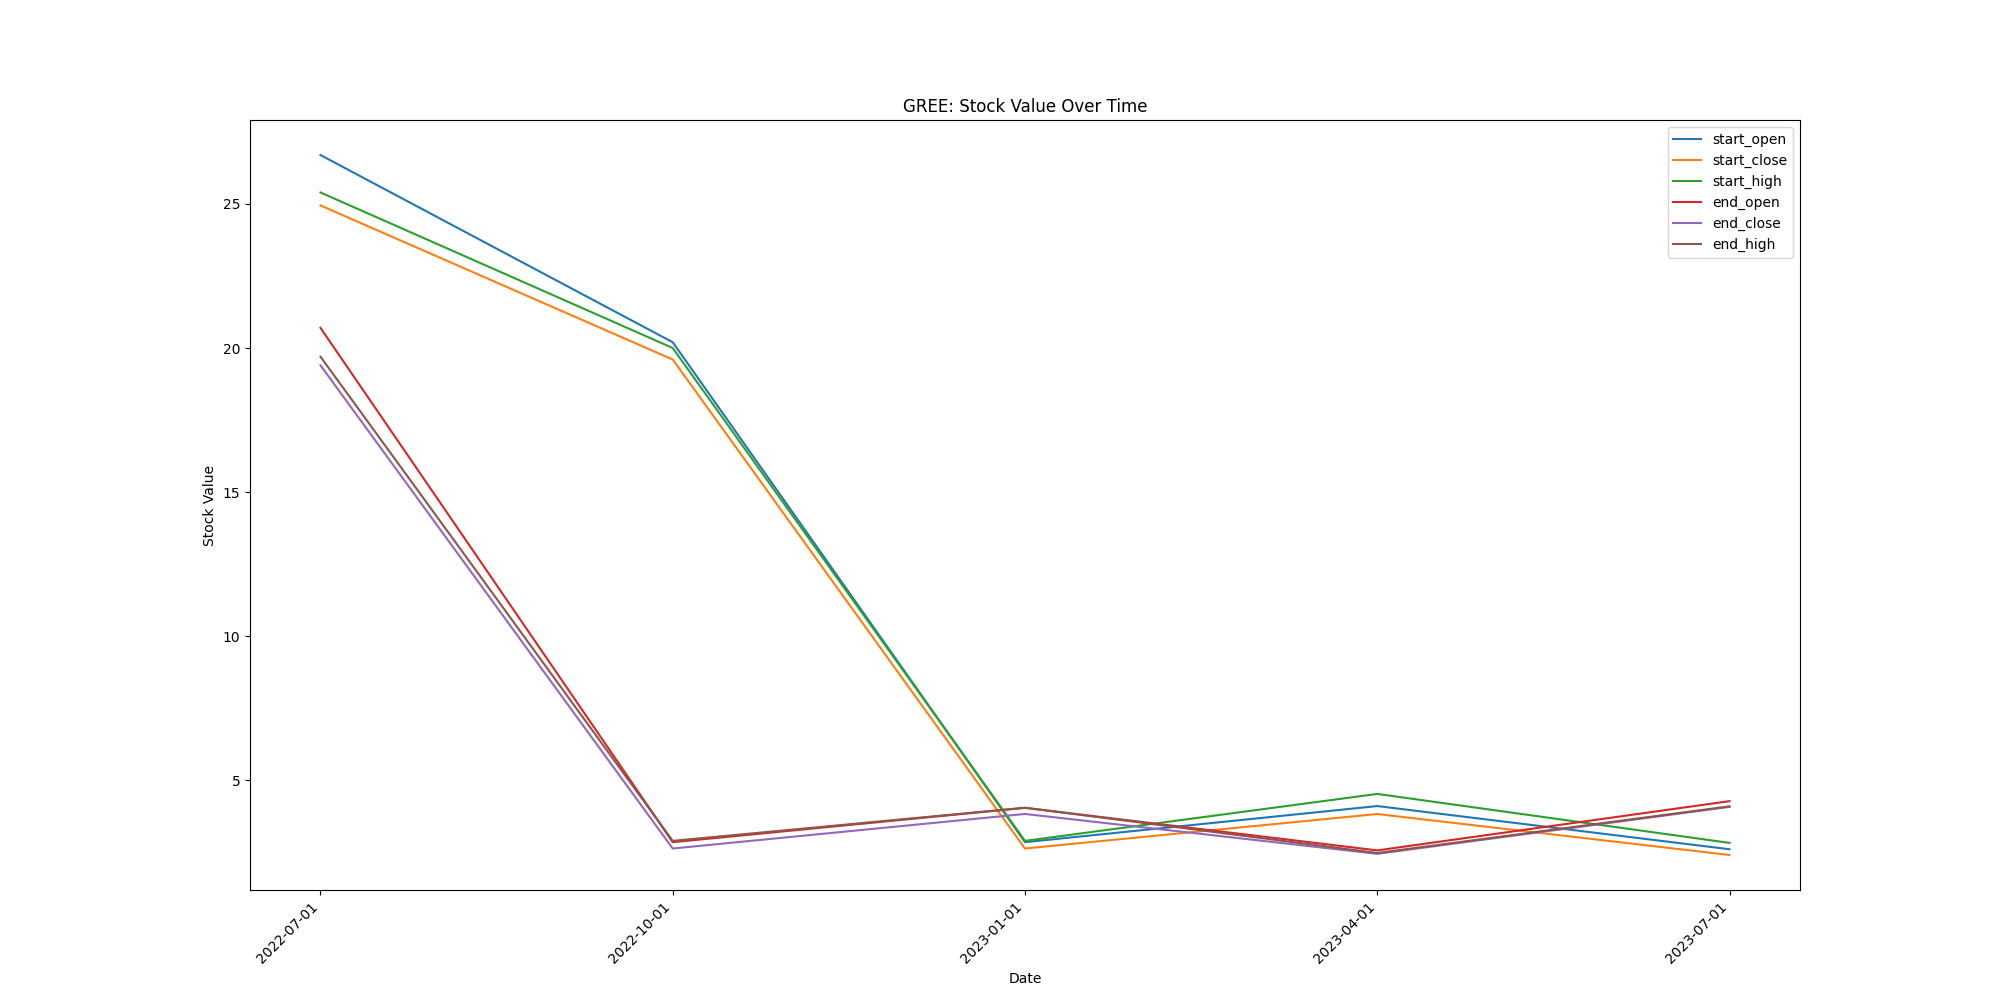 GREE: Stock Value Over Time
start_open
start_close
start_high
end_open
end_close
end_high
Stock Value
25
20
15
10
5
2022-07-01
2022-10-01
2023-01-01
2023-04-01
2023-07-01
Date